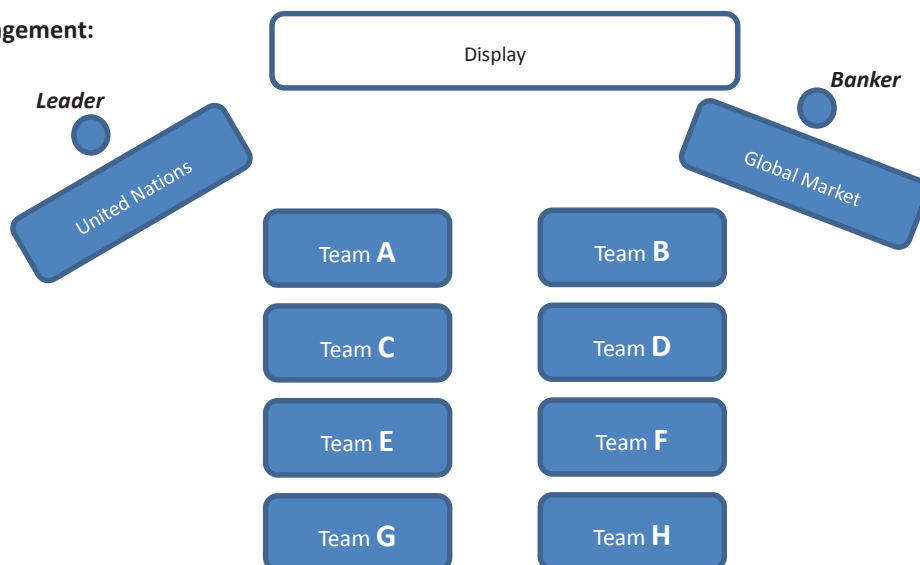 gement:
Display
Leader
Banker
United Nations
Global Market
Team A
Team B
Team C
Team D
Team E
Team F
Team G
Team H